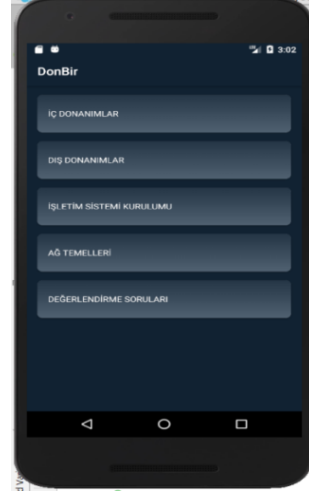 3:02
DonBir
İÇ DONANIMLAR
DIŞ DONANIMLAR
İŞLETİM SİSTEMİ KURULUMU
AĞ TEMELLERİ
DEĞERLENDİRME SORULARI